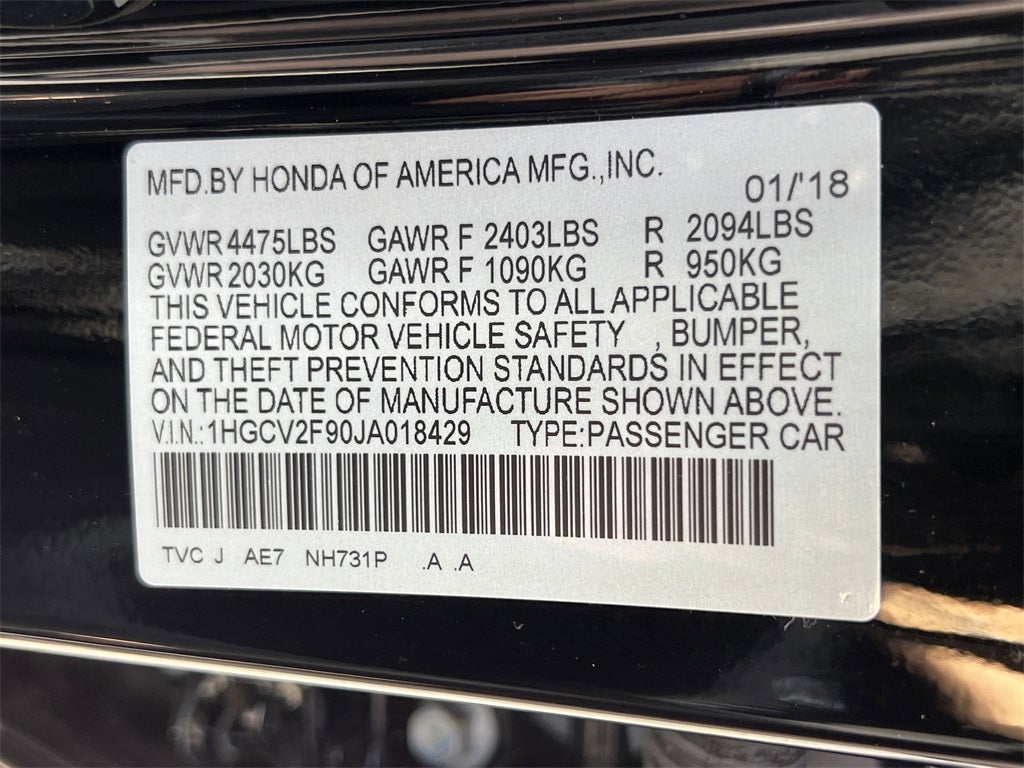 MFD.BY HONDA OF AMERICA MFG.,INC. 01/'18
GVWR 4475LBS GAWR F 2403LBS R 2094LBS
GVWR 2030KG GAWR F 1090KG R 950KG
THIS VEHICLE CONFORMS TO ALL APPLICABLE
FEDERAL MOTOR VEHICLE SAFETY , BUMPER,
AND THEFT PREVENTION STANDARDS IN EFFECT
ON THE DATE OF MANUFACTURE SHOWN ABOVE.
V.I.N.:1HGCV2F90JA018429 TYPE:PASSENGER CAR
TVC J AE7 NH731P .A .A